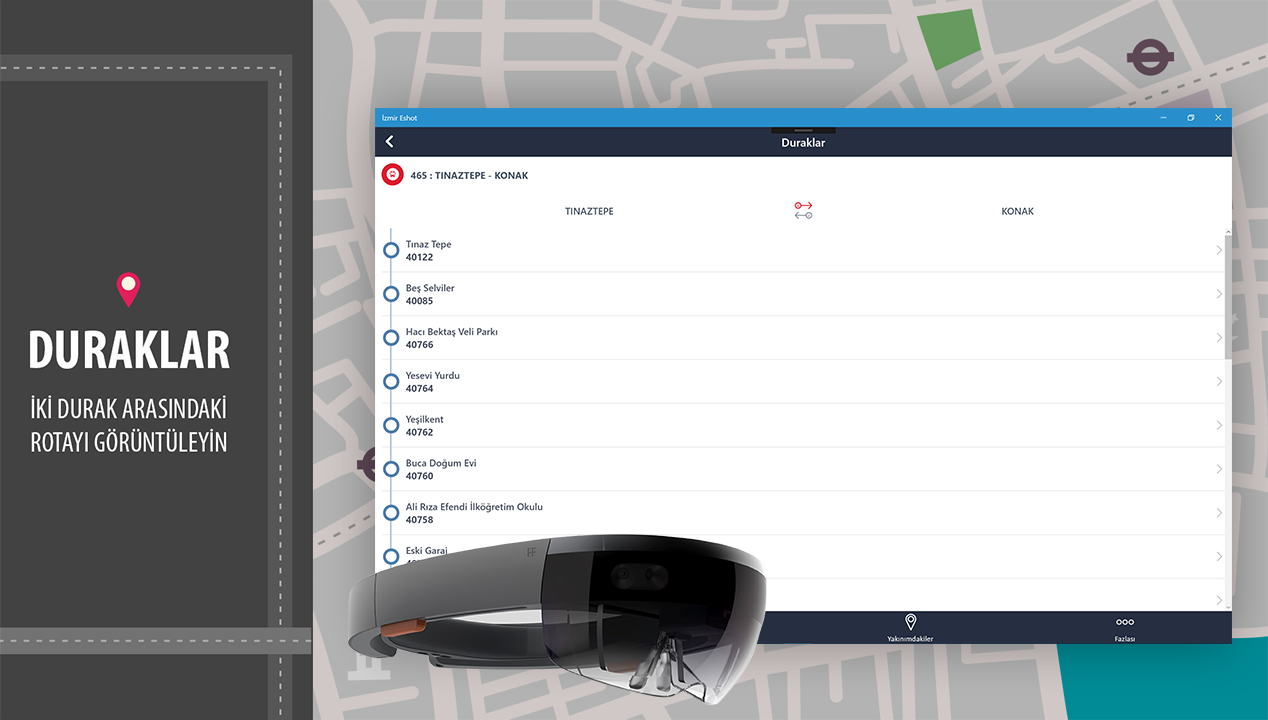 DURAKLAR
İKİ DURAK ARASINDAKİ
ROTAYI GÖRÜNTÜLEYİN
İzmir Eshot
Duraklar
465 : TINAZTEPE - KONAK
TINAZTEPE
KONAK
Tınaz Tepe
40122
Beş Selviler
40085
Hacı Bektaş Veli Parkı
40766
Yesevi Yurdu
40764
Yeşilkent
40762
Buca Doğum Evi
40760
Ali Rıza Efendi İlköğretim Okulu
40758
Eski Garaj
Yakınımdakiler
Fazlası